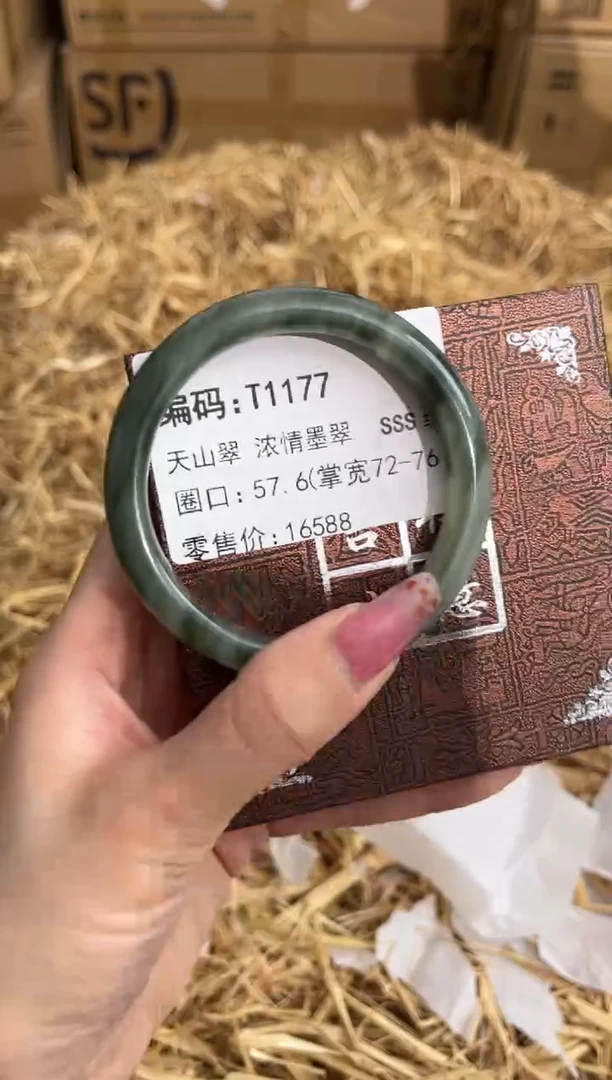 SF
编码:T1177
天山翠 浓情墨翠 SSS
圈口: 57.6(掌宽72-76
零售价:16588